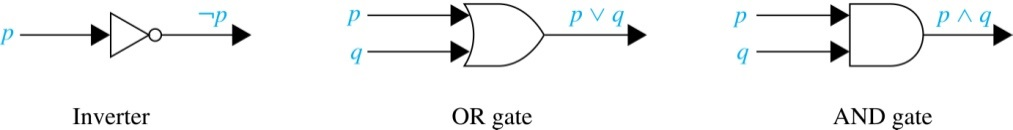 p ¬p p q p ∨ q p q p ∧ q
Inverter OR gate AND gate